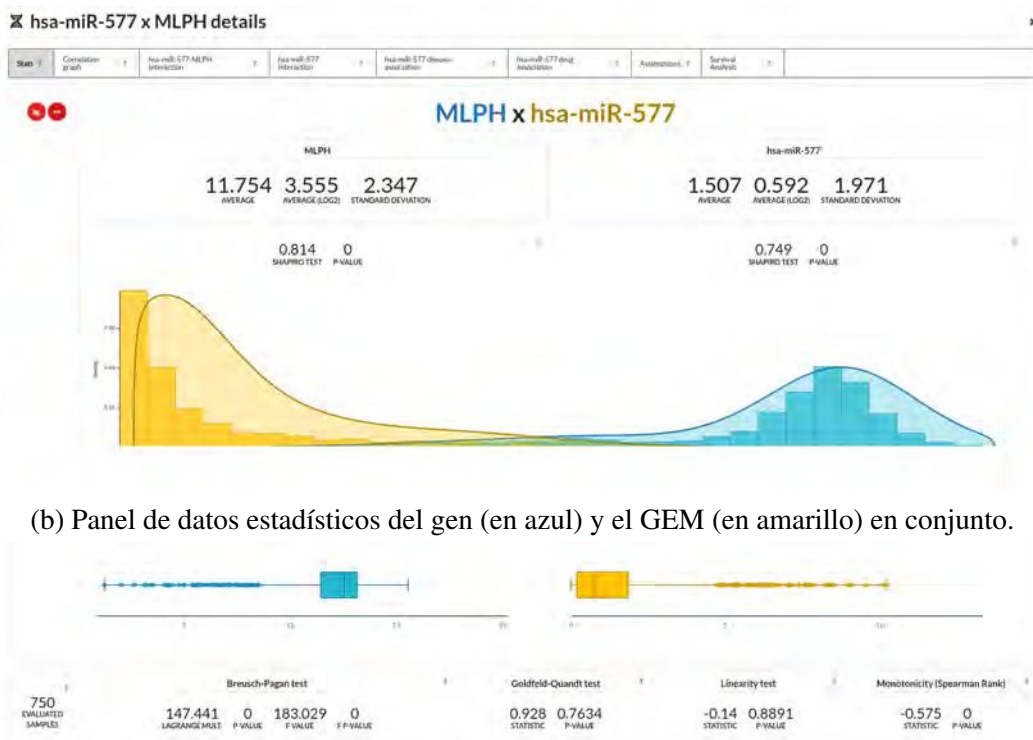 hsa-miR-577 x MLPH details
Stats ?
Correlation graph ?
hsa-miR-577-MLPH interaction ?
hsa-miR-577 interaction ?
hsa-miR-577 disease association ?
hsa-miR-577 drug association ?
Assumptions ?
Survival Analysis ?
MLPH x hsa-miR-577
MLPH
hsa-miR-577
11.754 3.555 2.347
AVERAGE AVERAGE (LOG2) STANDARD DEVIATION
1.507 0.592 1.971
AVERAGE AVERAGE (LOG2) STANDARD DEVIATION
0.814 0
SHAPIRO TEST P-VALUE
0.749 0
SHAPIRO TEST P-VALUE
(b) Panel de datos estadísticos del gen (en azul) y el GEM (en amarillo) en conjunto.
750
EVALUATED
SAMPLES
Breusch-Pagan test
147.441 0 183.029 0
LAGRANGE MULT P-VALUE F VALUE F P-VALUE
Goldfeld-Quandt test
0.928 0.7634
STATISTIC P-VALUE
Linearity test
-0.14 0.8891
STATISTIC P-VALUE
Monotonicity (Spearman Rank)
-0.575 0
STATISTIC P-VALUE